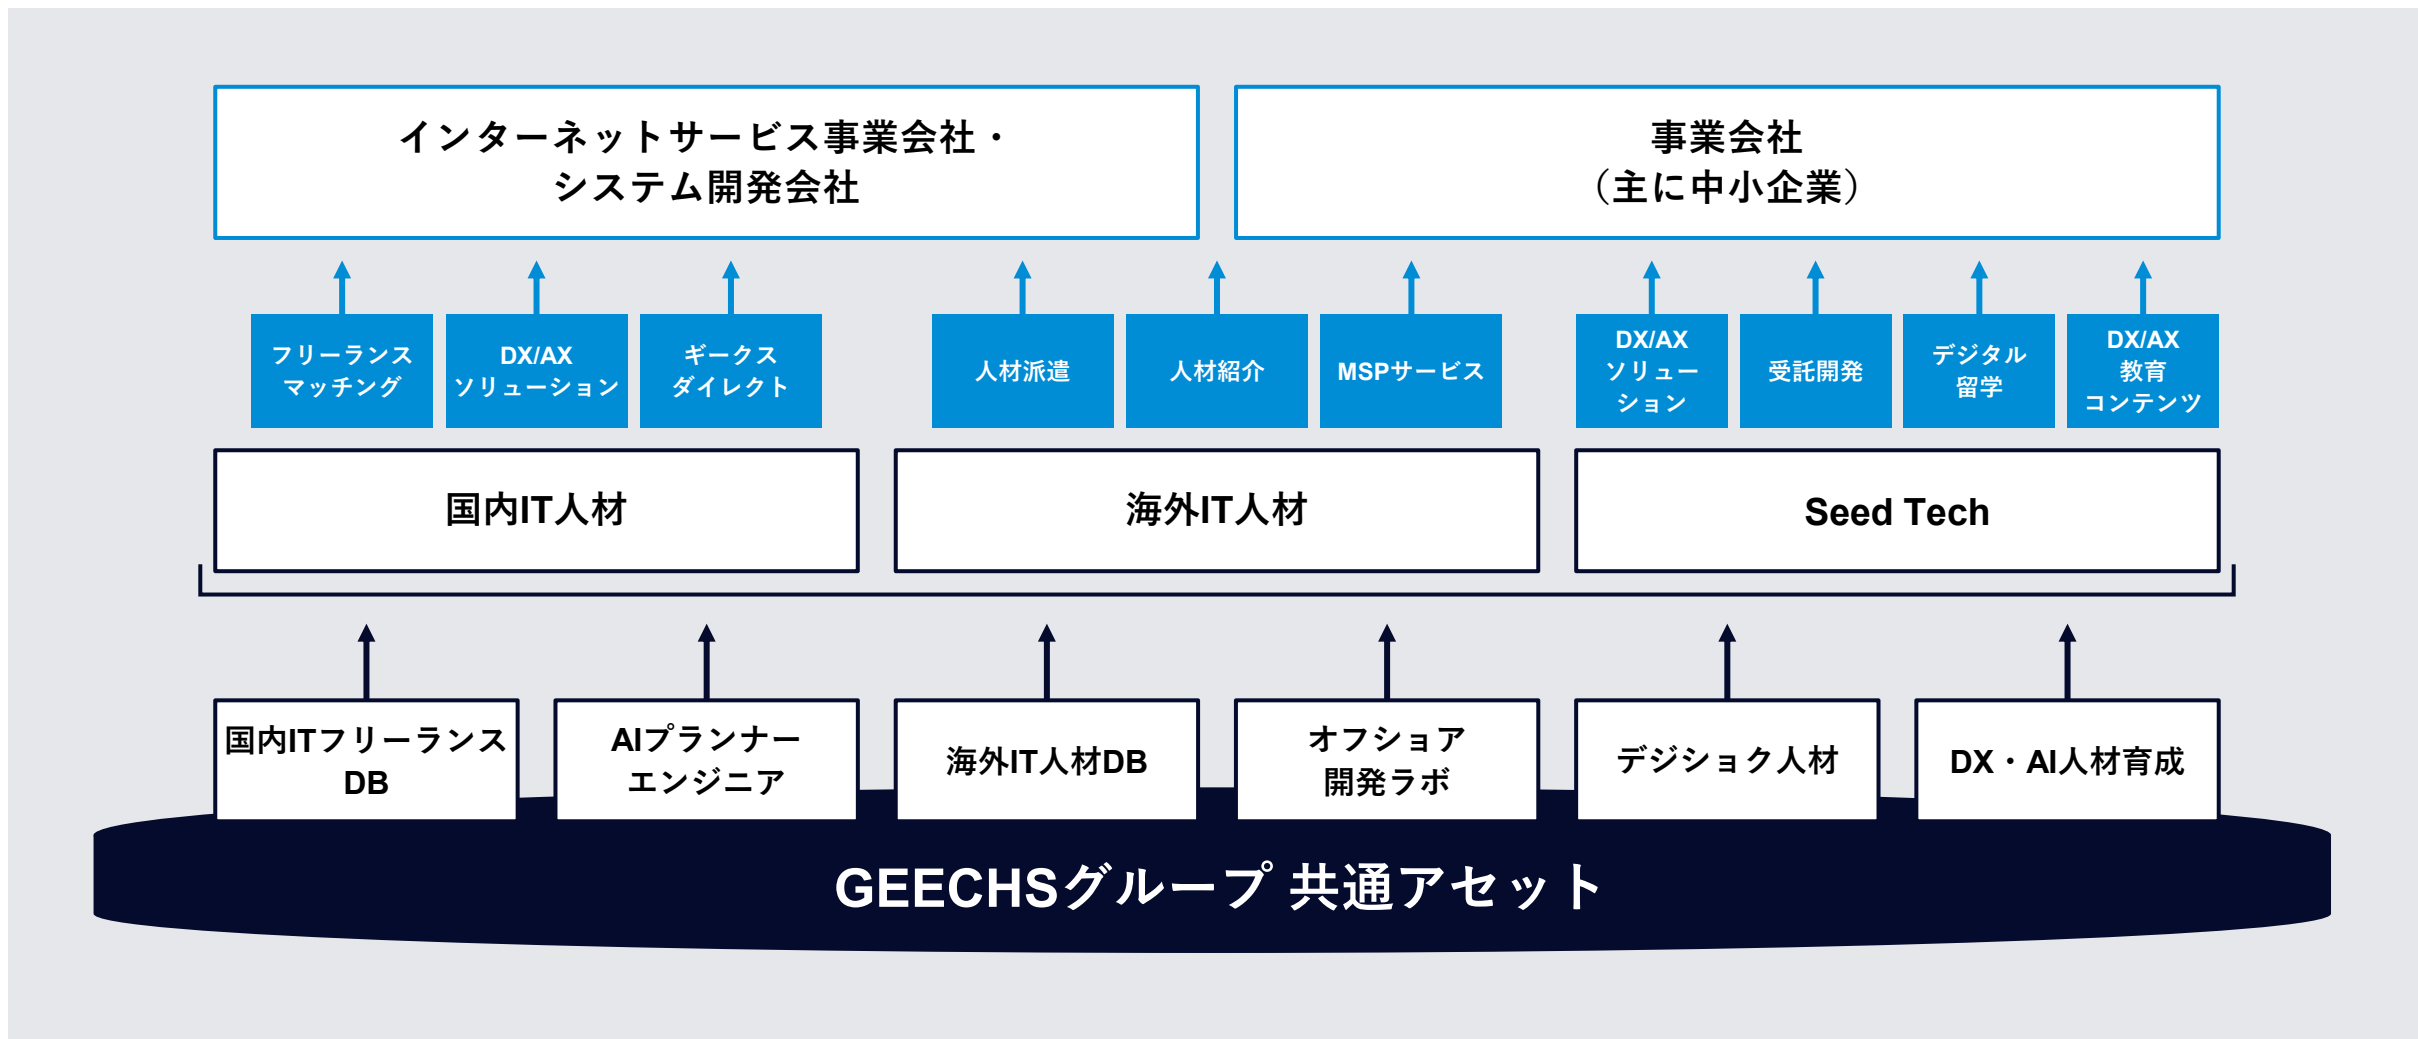 インターネットサービス事業会社・
システム開発会社
事業会社
（主に中小企業）
フリーランス
マッチング
DX/AX
ソリューション
ギークス
ダイレクト
人材派遣
人材紹介
MSPサービス
DX/AX
ソリュー
ション
受託開発
デジタル
留学
DX/AX
教育
コンテンツ
国内IT人材
海外IT人材
Seed Tech
国内ITフリーランス
DB
AIプランナー
エンジニア
海外IT人材DB
オフショア
開発ラボ
デジショク人材
DX・AI人材育成
GEECHSグループ 共通アセット